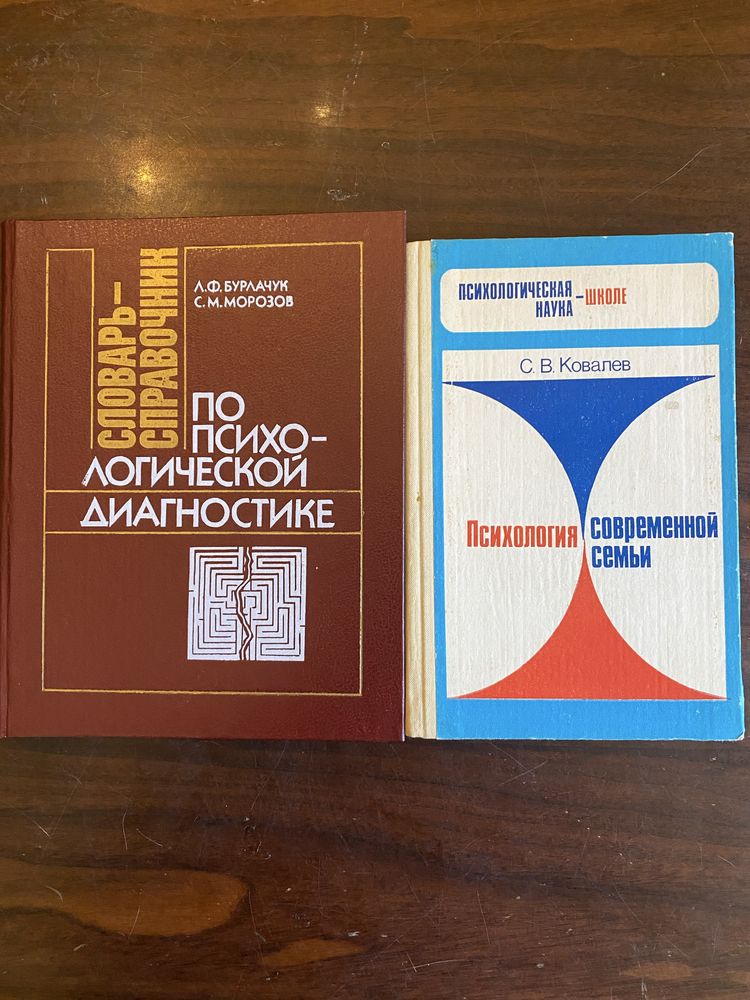 Л.Ф. БУРЛАЧУК
С.М. МОРОЗОВ
СЛОВАРЬ–
СПРАВОЧНИК
ПО
ПСИХО–
ЛОГИЧЕСКОЙ
ДИАГНОСТИКЕ
ПСИХОЛОГИЧЕСКАЯ
НАУКА – ШКОЛЕ
С. В. Ковалев
Психология
современной
семьи